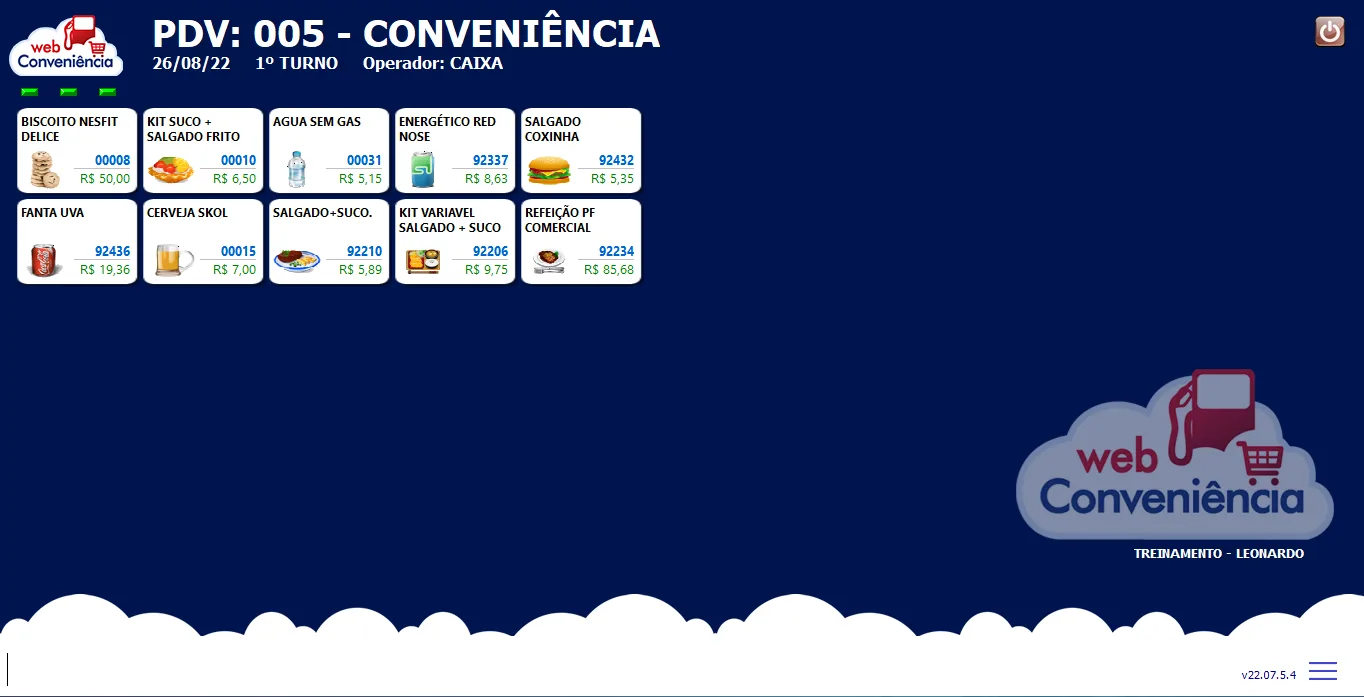 web
Conveniência
PDV: 005 - CONVENIÊNCIA
26/08/22 1º TURNO Operador: CAIXA
BISCOITO NESFIT
DELICE
00008
R$ 50,00
KIT SUCO +
SALGADO FRITO
00010
R$ 6,50
AGUA SEM GAS
00031
R$ 5,15
ENERGÉTICO RED
NOSE
92337
R$ 8,63
SALGADO
COXINHA
92432
R$ 5,35
FANTA UVA
92436
R$ 19,36
CERVEJA SKOL
00015
R$ 7,00
SALGADO+SUCO.
92210
R$ 5,89
KIT VARIAVEL
SALGADO + SUCO
92206
R$ 9,75
REFEIÇÃO PF
COMERCIAL
92234
R$ 85,68
web
Conveniência
TREINAMENTO - LEONARDO
v22.07.5.4